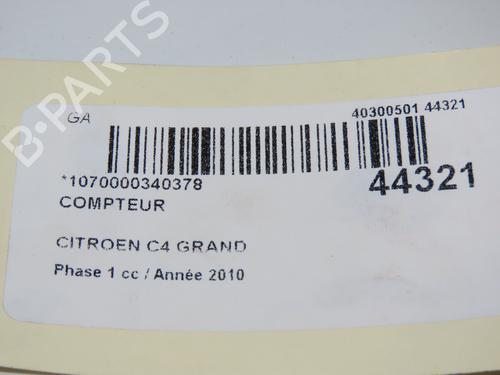 GA
40300501 44321
*1070000340378
44321
COMPTEUR
CITROEN C4 GRAND
Phase 1 cc / Année 2010
B-PARTS